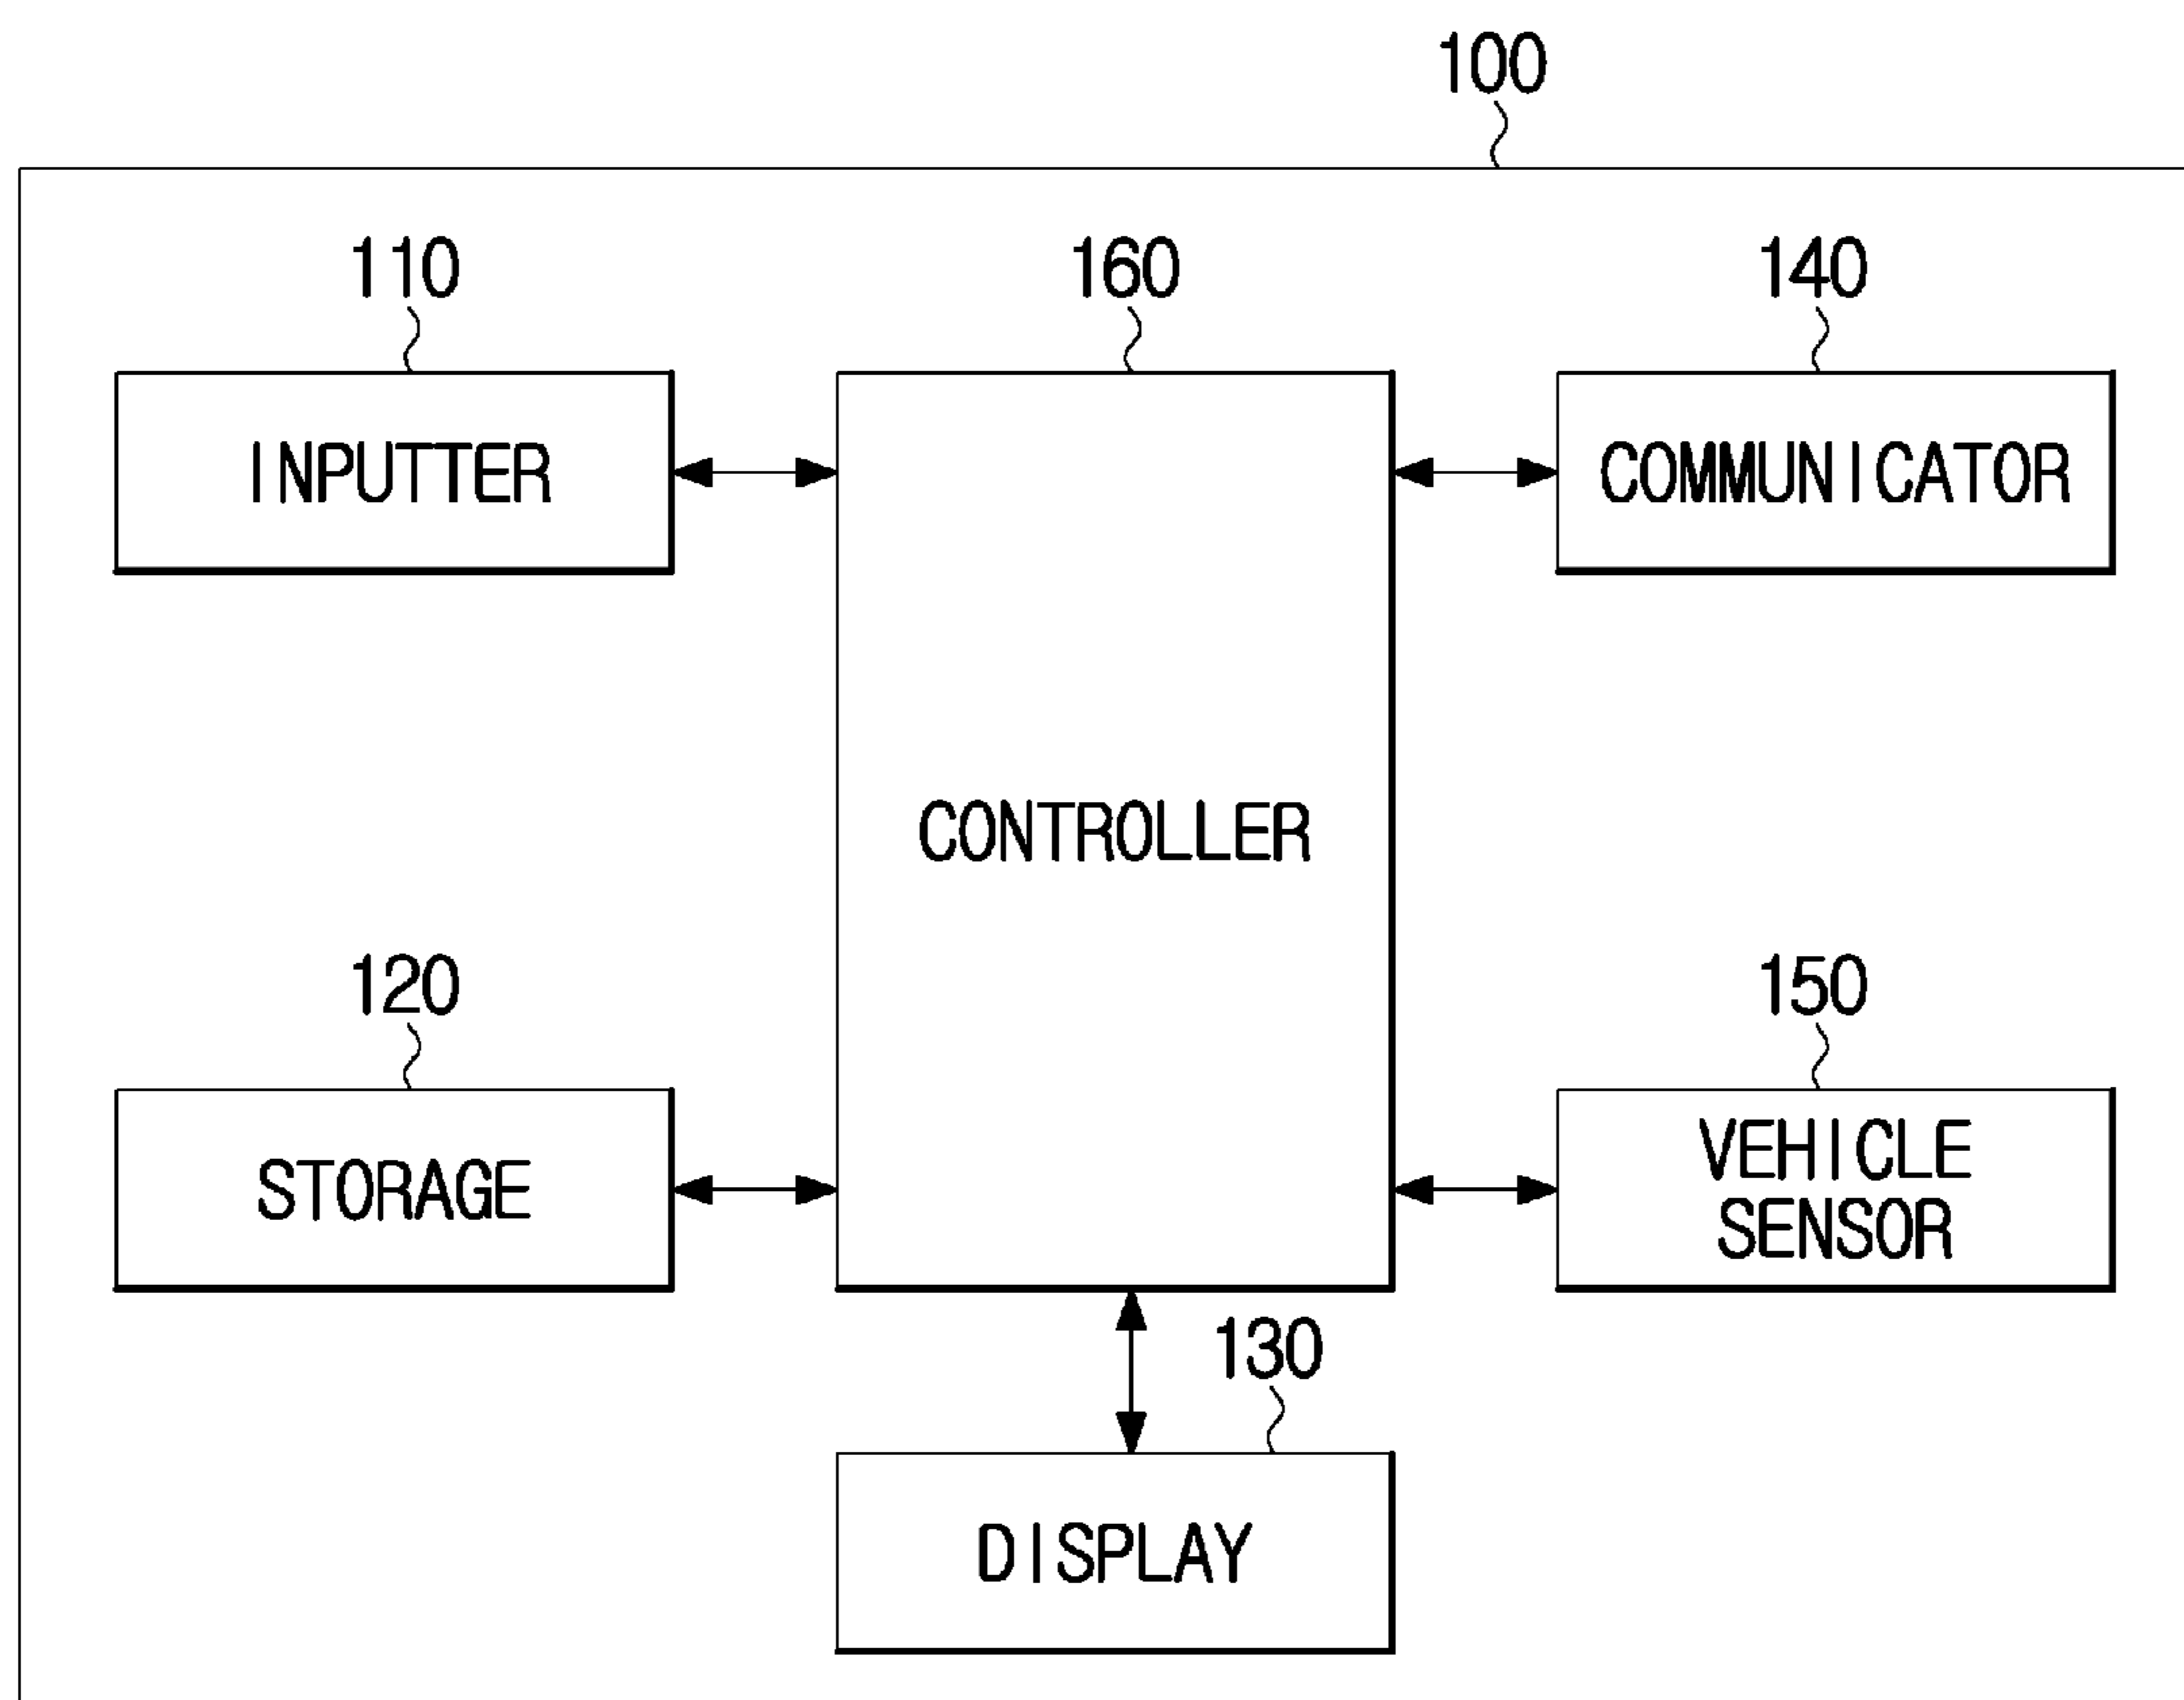 100
110
160
140
INPUTTER
COMMUNICATOR
CONTROLLER
120
150
STORAGE
VEHICLE
SENSOR
130
DISPLAY